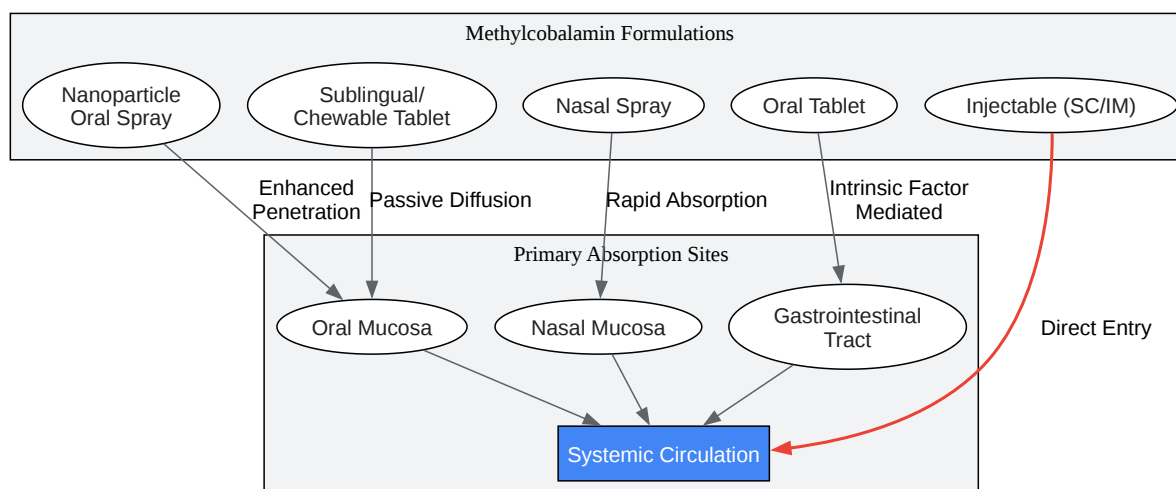 Methylcobalamin Formulations
Nanoparticle
Oral Spray
Sublingual/
Chewable Tablet
Nasal Spray
Oral Tablet
Injectable (SC/IM)
Enhanced
Penetration
Passive Diffusion
Rapid Absorption
Intrinsic Factor
Mediated
Primary Absorption Sites
Oral Mucosa
Nasal Mucosa
Gastrointestinal
Tract
Direct Entry
Systemic Circulation